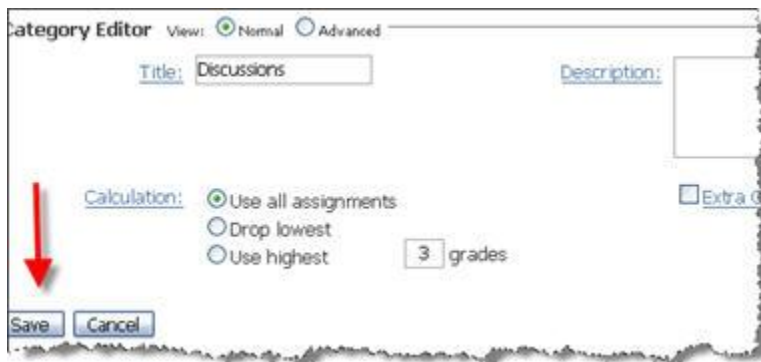 Category Editor View: Normal Advanced
Title: Discussions Description:
Calculation: Use all assignments Extra
Drop lowest
Use highest 3 grades
Save Cancel